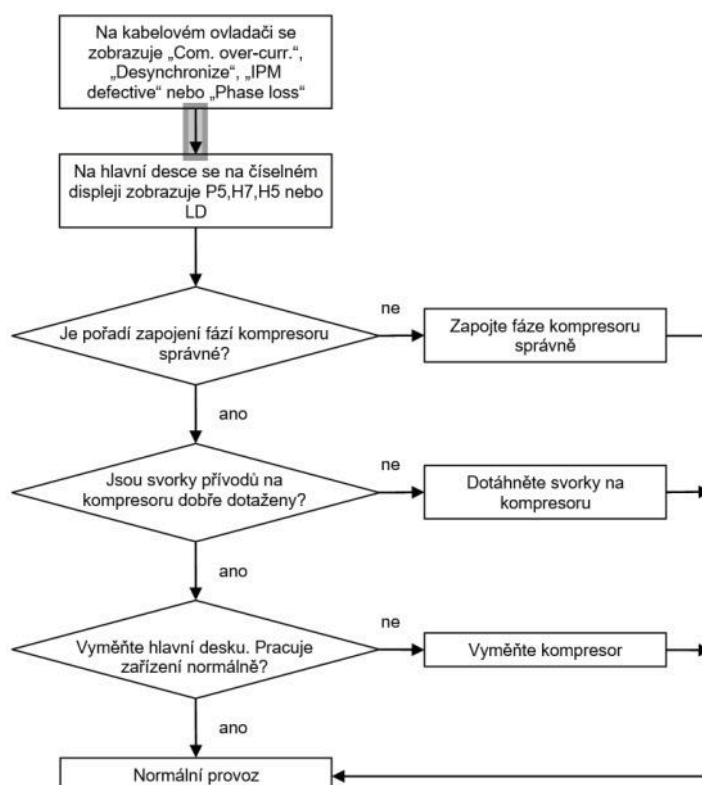 Na kabelovém ovladači se
zobrazuje „Com. over-curr.“,
„Desynchronize“, „IPM
defective“ nebo „Phase loss“
Na hlavní desce se na číselném
displeji zobrazuje P5,H7,H5 nebo
LD
Je pořadí zapojení fází kompresoru
správné?
ne
Zapojte fáze kompresoru
správně
ano
Jsou svorky přívodů na
kompresoru dobře dotaženy?
ne
Dotáhněte svorky na
kompresoru
ano
Vyměňte hlavní desku. Pracuje
zařízení normálně?
ne
Vyměňte kompresor
ano
Normální provoz